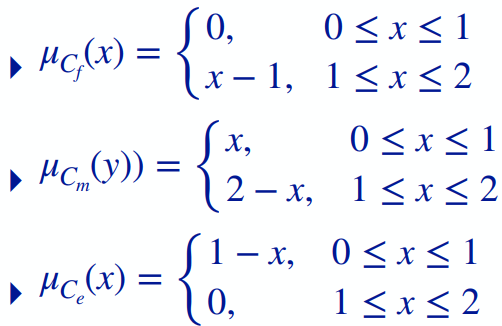 ▶ μ_{C_f}(x) = { 0, 0 ≤ x ≤ 1
x − 1, 1 ≤ x ≤ 2
▶ μ_{C_m}(y)) = { x, 0 ≤ x ≤ 1
2 − x, 1 ≤ x ≤ 2
▶ μ_{C_e}(x) = { 1 − x, 0 ≤ x ≤ 1
0, 1 ≤ x ≤ 2